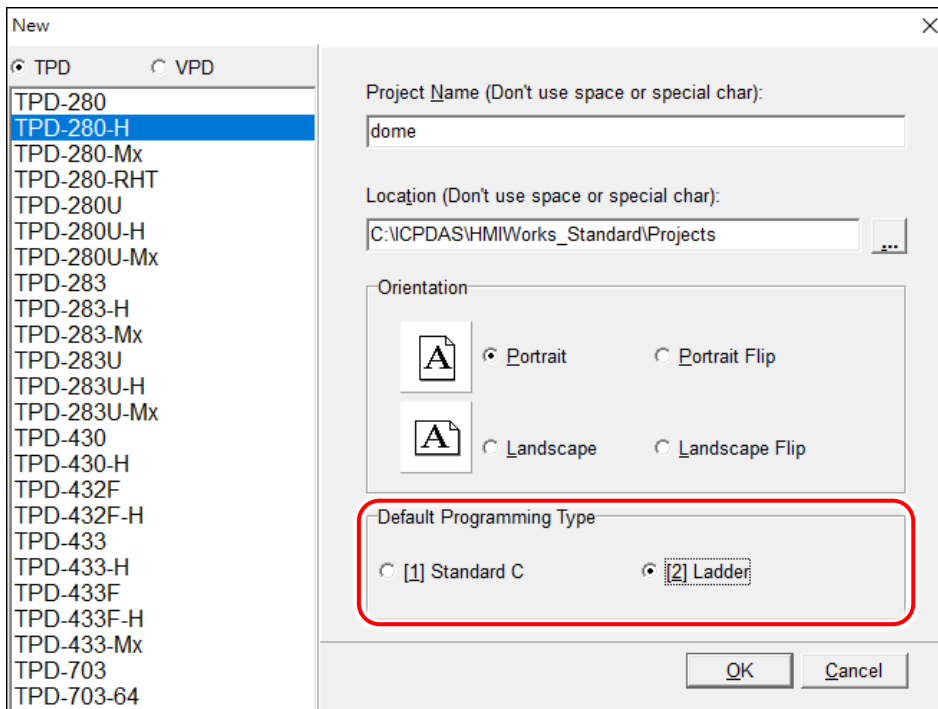 New
TPD
VPD
TPD-280
TPD-280-H
TPD-280-Mx
TPD-280-RHT
TPD-280U
TPD-280U-H
TPD-280U-Mx
TPD-283
TPD-283-H
TPD-283-Mx
TPD-283U
TPD-283U-H
TPD-283U-Mx
TPD-430
TPD-430-H
TPD-432F
TPD-432F-H
TPD-433
TPD-433-H
TPD-433F
TPD-433F-H
TPD-433-Mx
TPD-703
TPD-703-64
Project Name (Don't use space or special char):
dome
Location (Don't use space or special char):
C:\ICPDAS\HMIWorks_Standard\Projects
...
Orientation
A
Portrait
Portrait Flip
A
Landscape
Landscape Flip
Default Programming Type
[1] Standard C
[2] Ladder
OK
Cancel